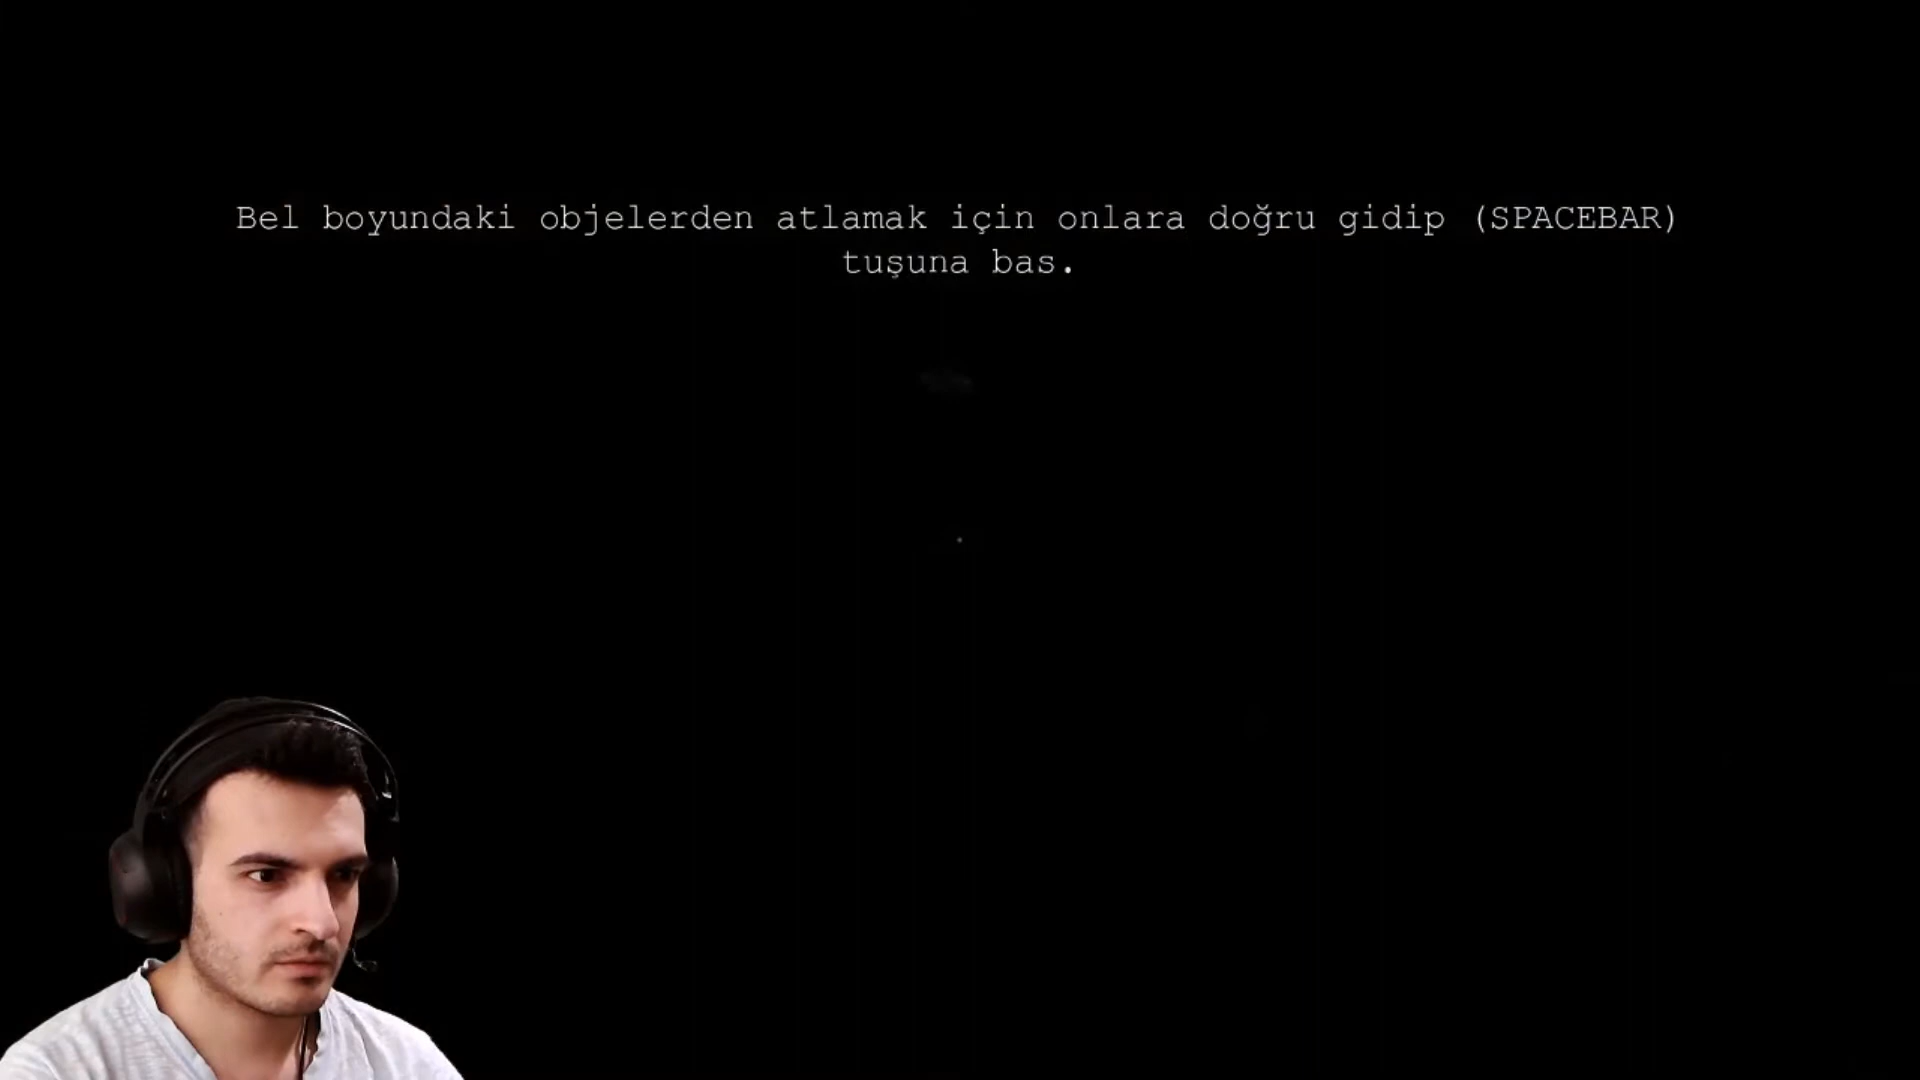 Bel boyundaki objelerden atlamak için onlara doğru gidip (SPACEBAR)
tuşuna bas.